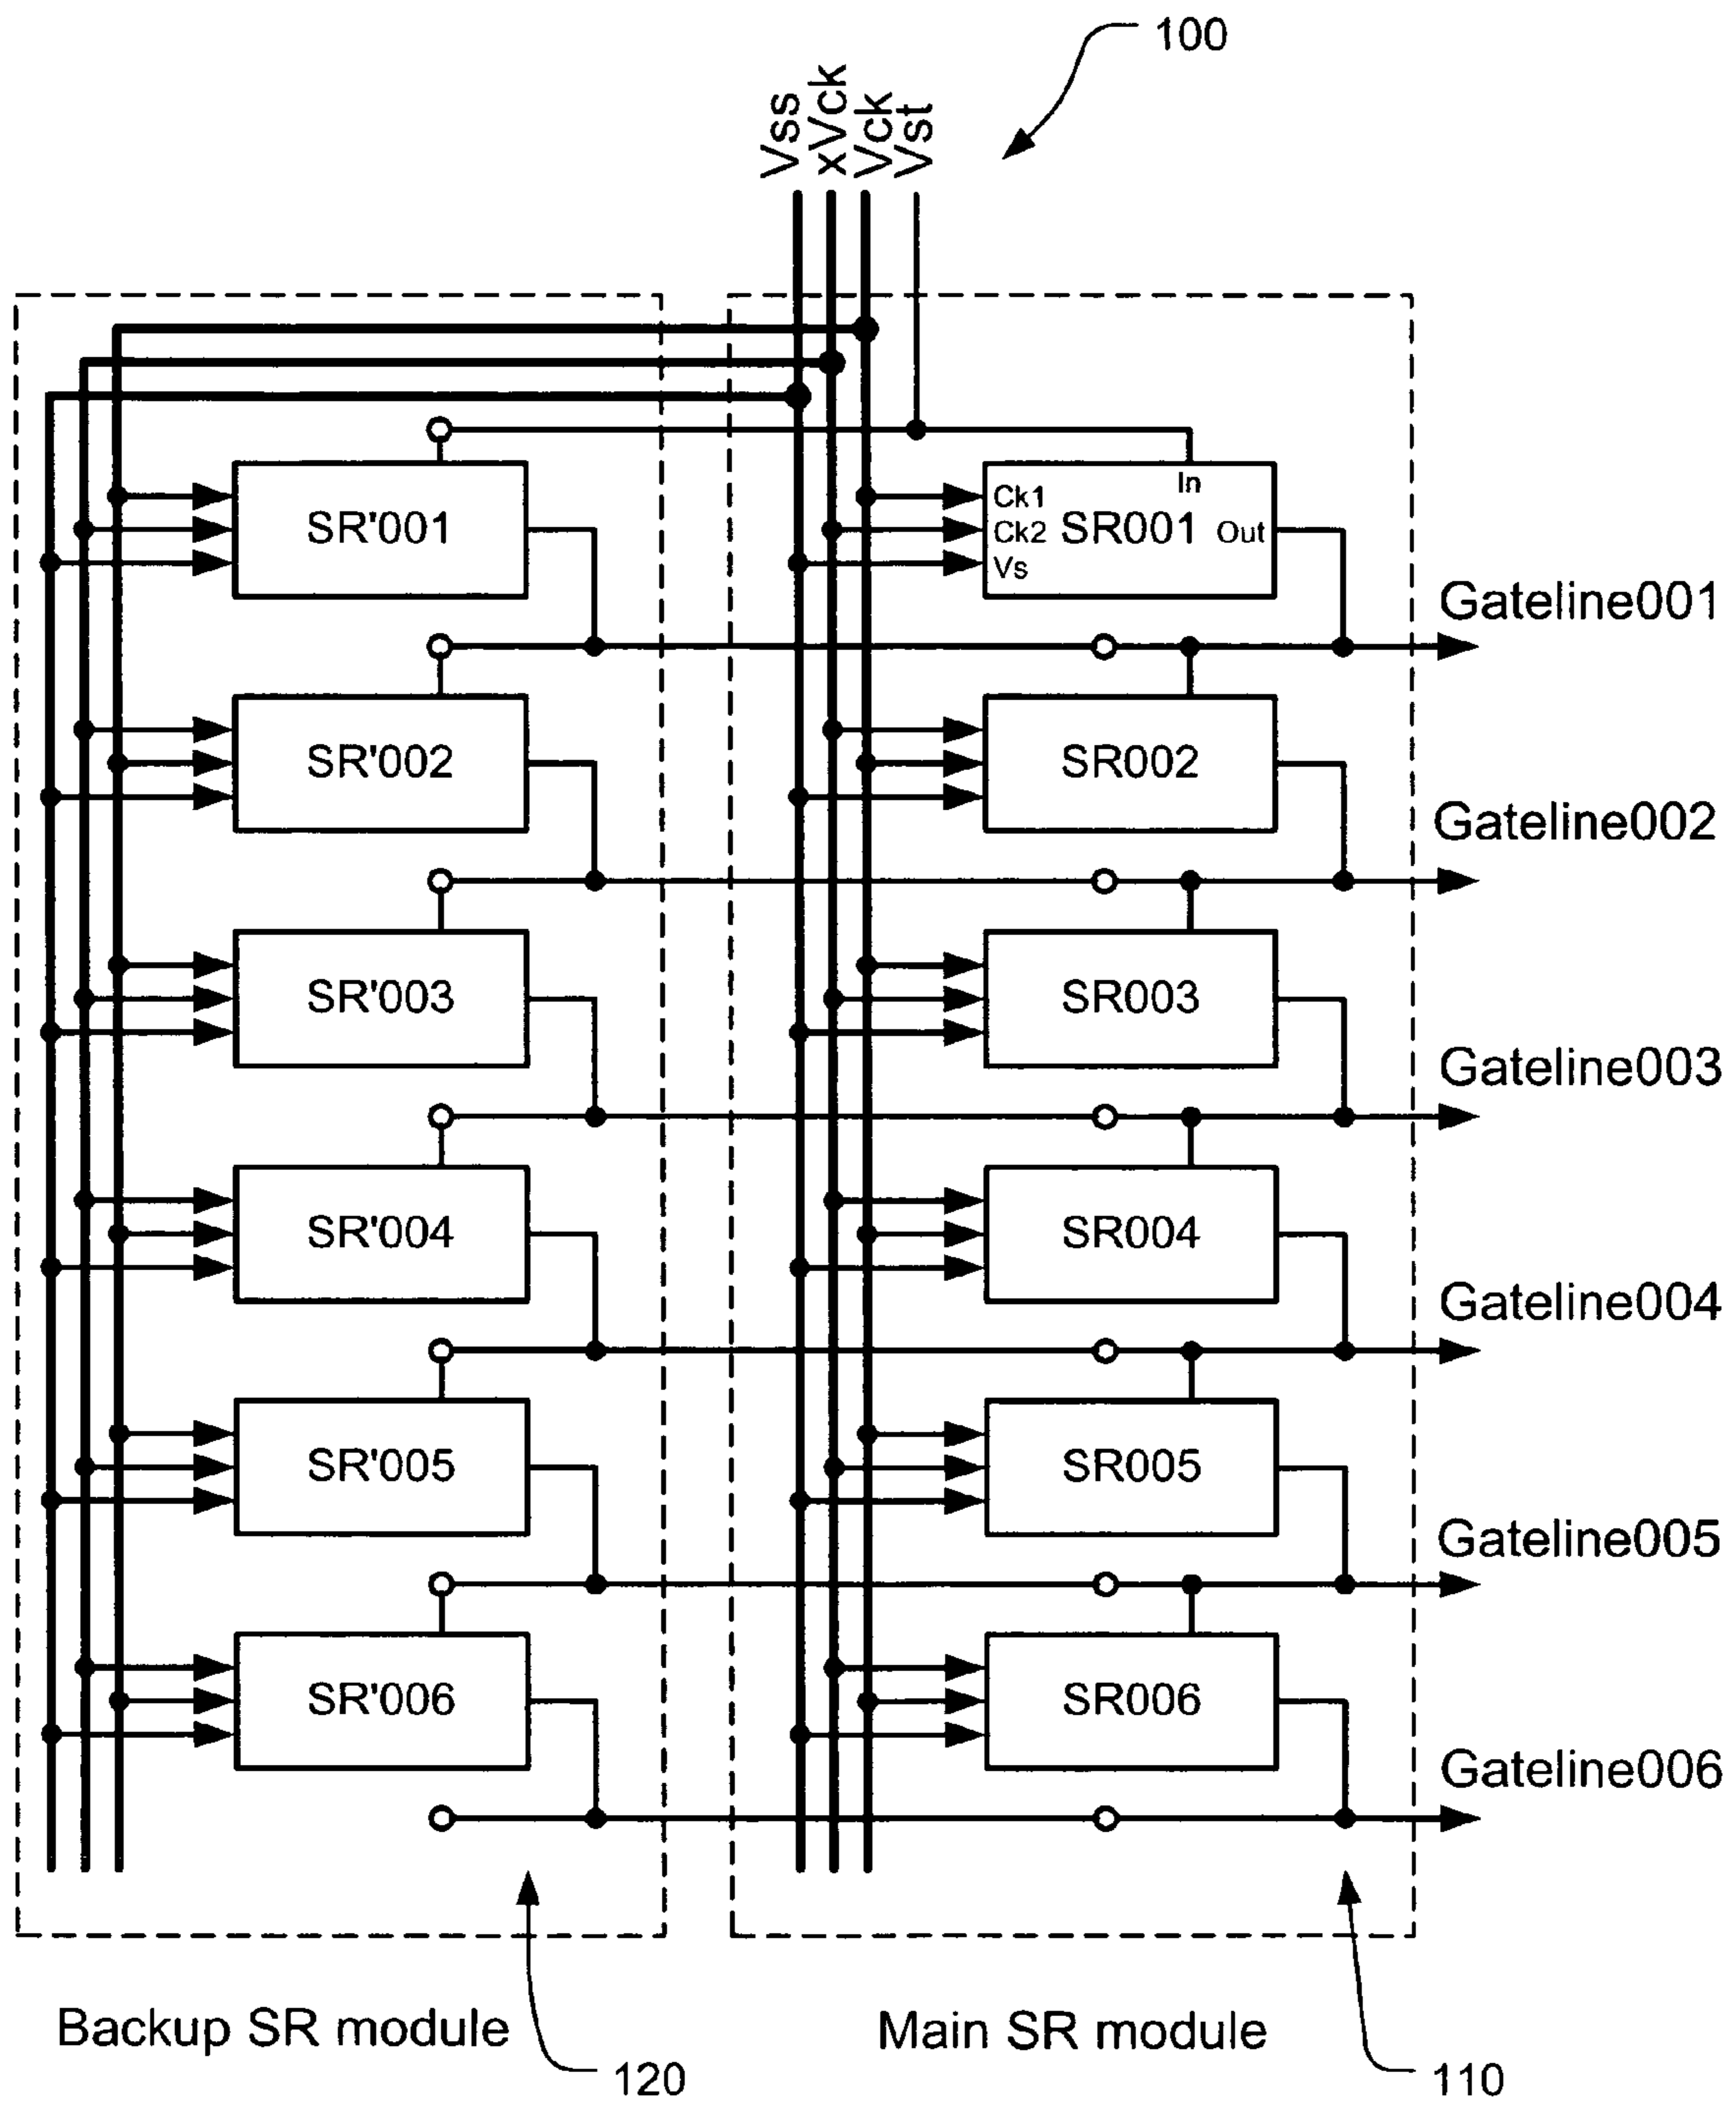 100
Vss
xVck
Vck
Vst
In
Ck1
SR'001
Ck2 SR001 Out
Vs
Gateline001
SR'002
SR002
Gateline002
SR'003
SR003
Gateline003
SR'004
SR004
Gateline004
SR'005
SR005
Gateline005
SR'006
SR006
Gateline006
Backup SR module
Main SR module
120
110